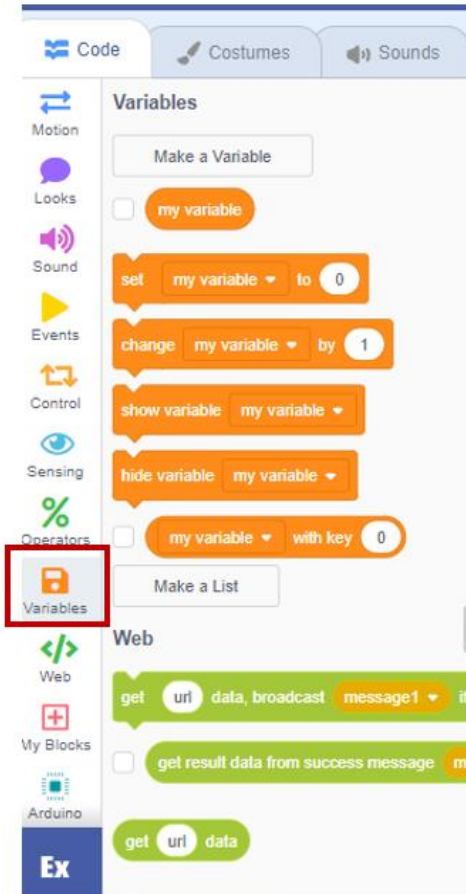 Code Costumes Sounds
Motion
Looks
Sound
Events
Control
Sensing
Operators
Variables
Web
My Blocks
Arduino
Ex
Variables
Make a Variable
my variable
set my variable to 0
change my variable by 1
show variable my variable
hide variable my variable
my variable with key 0
Make a List
Web
get url data, broadcast message1
get result data from success message
get url data